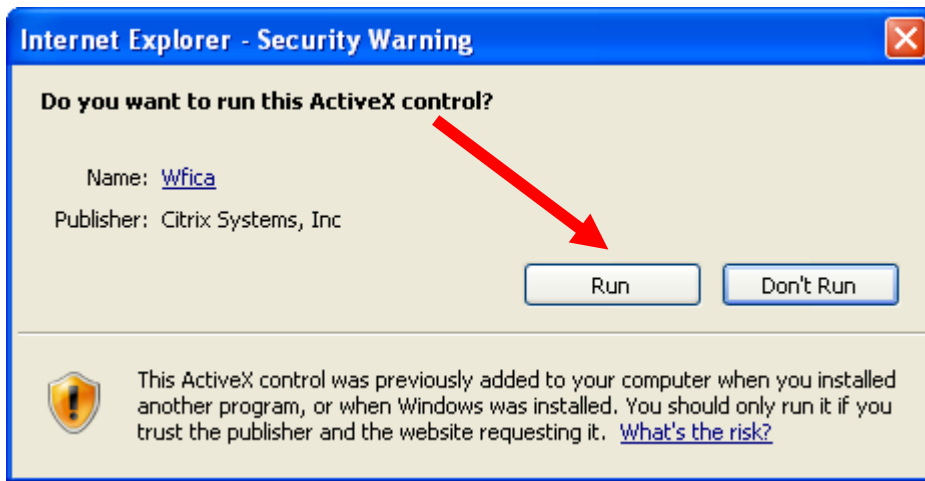 Internet Explorer - Security Warning
Do you want to run this ActiveX control?
Name: Wfica
Publisher: Citrix Systems, Inc
Run Don't Run
This ActiveX control was previously added to your computer when you installed
another program, or when Windows was installed. You should only run it if you
trust the publisher and the website requesting it. What's the risk?